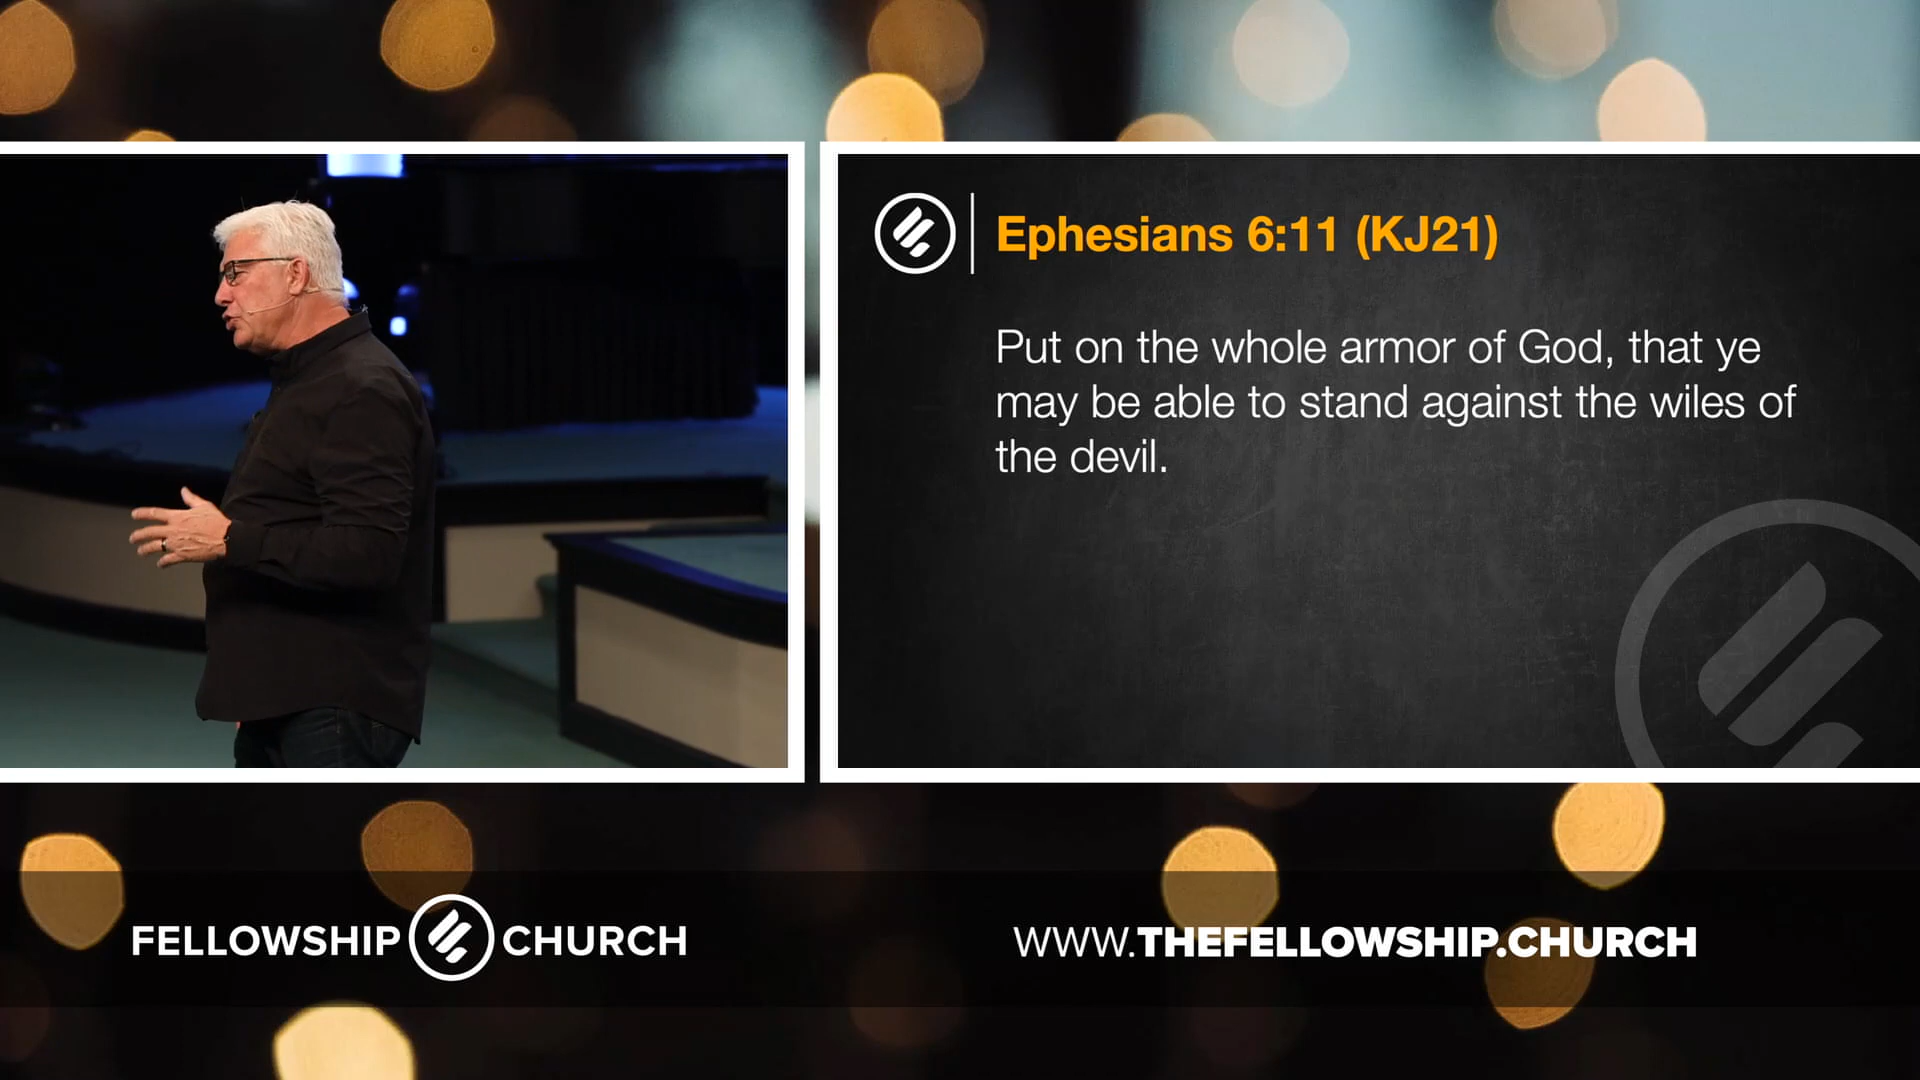 Ephesians 6:11 (KJ21)
Put on the whole armor of God, that ye
may be able to stand against the wiles of
the devil.
FELLOWSHIP CHURCH
WWW.THEFELLOWSHIP.CHURCH